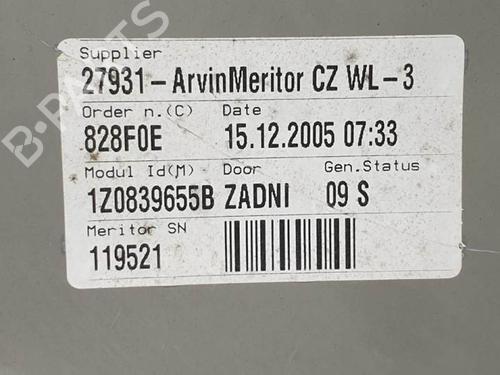 Supplier
27931-ArvinMeritor CZ WL-3
Order n.(C) Date
828F0E 15.12.2005 07:33
Modul Id(M) Door Gen.Status
1Z0839655B ZADNI 09 S
Meritor SN
119521
B-PARTS